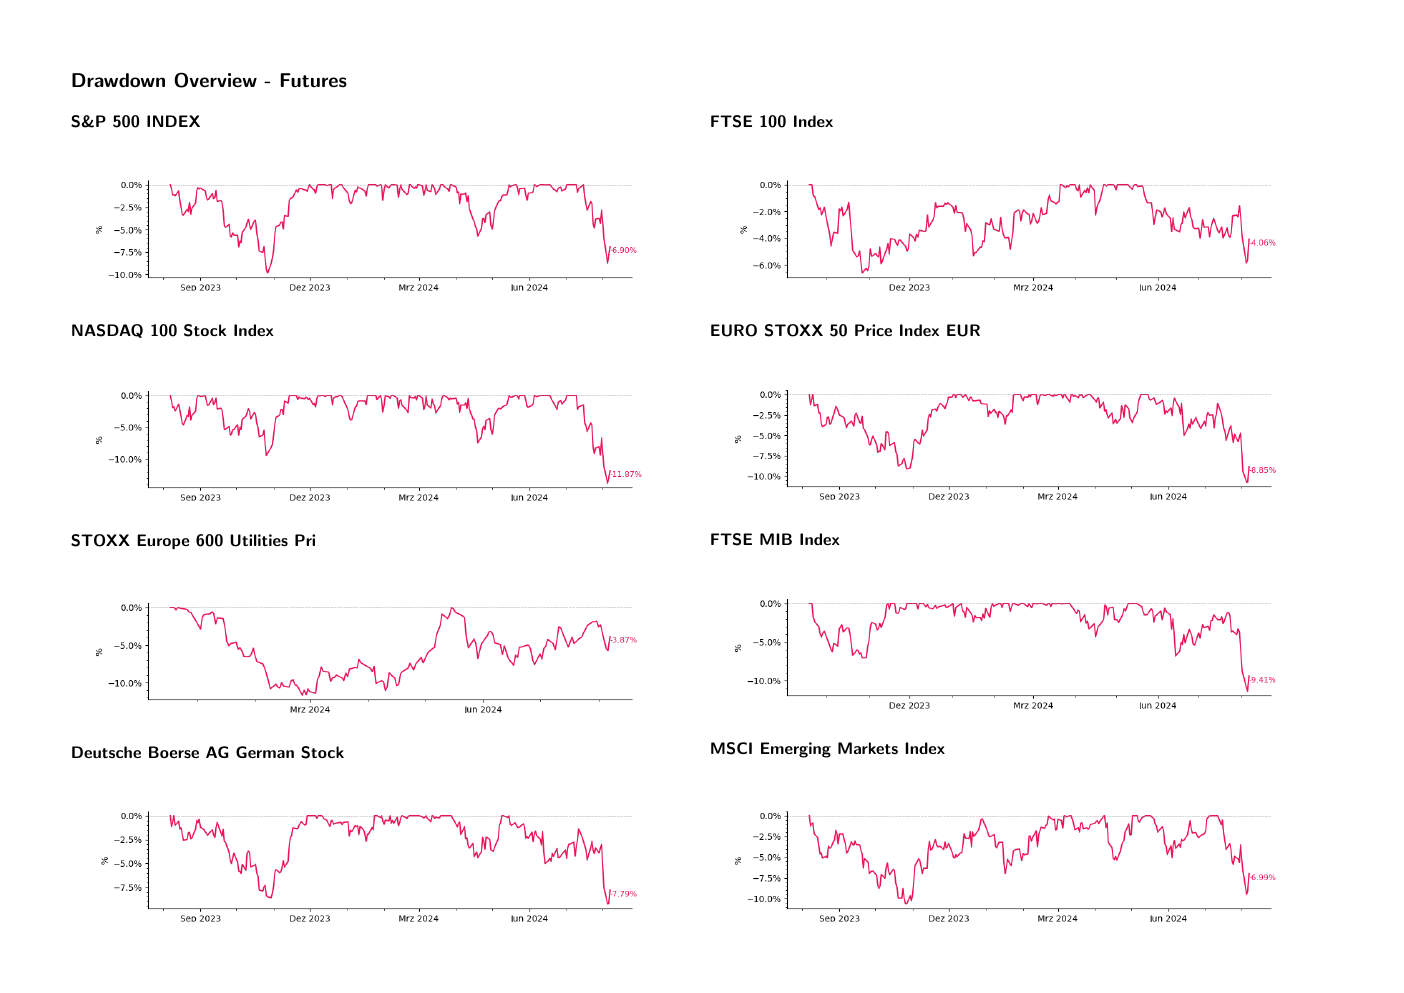 Drawdown Overview - Futures
S&P 500 INDEX
0.0%
−2.5%
−5.0%
−7.5%
−10.0%
%
-6.90%
Sep 2023 Dez 2023 Mrz 2024 Jun 2024
FTSE 100 Index
0.0%
−2.0%
−4.0%
−6.0%
%
-4.06%
Dez 2023 Mrz 2024 Jun 2024
NASDAQ 100 Stock Index
0.0%
−5.0%
−10.0%
%
-11.87%
Sep 2023 Dez 2023 Mrz 2024 Jun 2024
EURO STOXX 50 Price Index EUR
0.0%
−2.5%
−5.0%
−7.5%
−10.0%
%
-8.85%
Sep 2023 Dez 2023 Mrz 2024 Jun 2024
STOXX Europe 600 Utilities Pri
0.0%
−5.0%
−10.0%
%
-3.87%
Mrz 2024 Jun 2024
FTSE MIB Index
0.0%
−5.0%
−10.0%
%
-9.41%
Dez 2023 Mrz 2024 Jun 2024
Deutsche Boerse AG German Stock
0.0%
−2.5%
−5.0%
−7.5%
%
-7.79%
Sep 2023 Dez 2023 Mrz 2024 Jun 2024
MSCI Emerging Markets Index
0.0%
−2.5%
−5.0%
−7.5%
−10.0%
%
-6.99%
Sep 2023 Dez 2023 Mrz 2024 Jun 2024